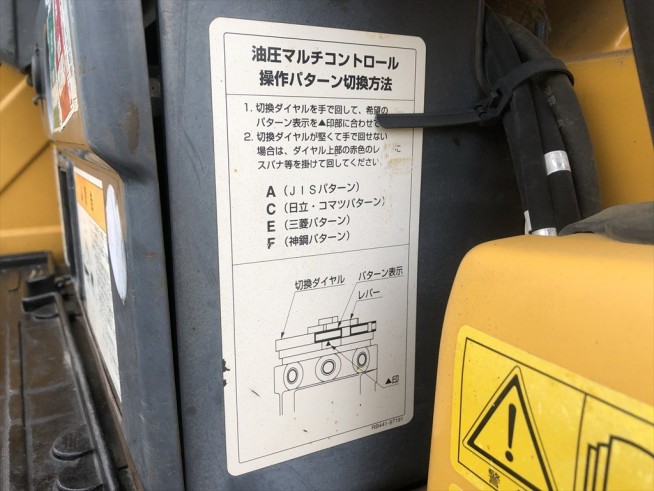 油圧マルチコントロール
操作パターン切換方法
1. 切換ダイヤルを手で回して、希望の
パターン表示を▲印部に合わせて
2. 切換ダイヤルが堅くて手で回せない
場合は、ダイヤル上部の赤色のレ に
スパナ等を掛けて回してください
A (JISパターン)
C (日立・コマツパターン)
E (三菱パターン)
F (神鋼パターン)
切換ダイヤル
パターン表示
レバー
▲印
RB441-57191
警